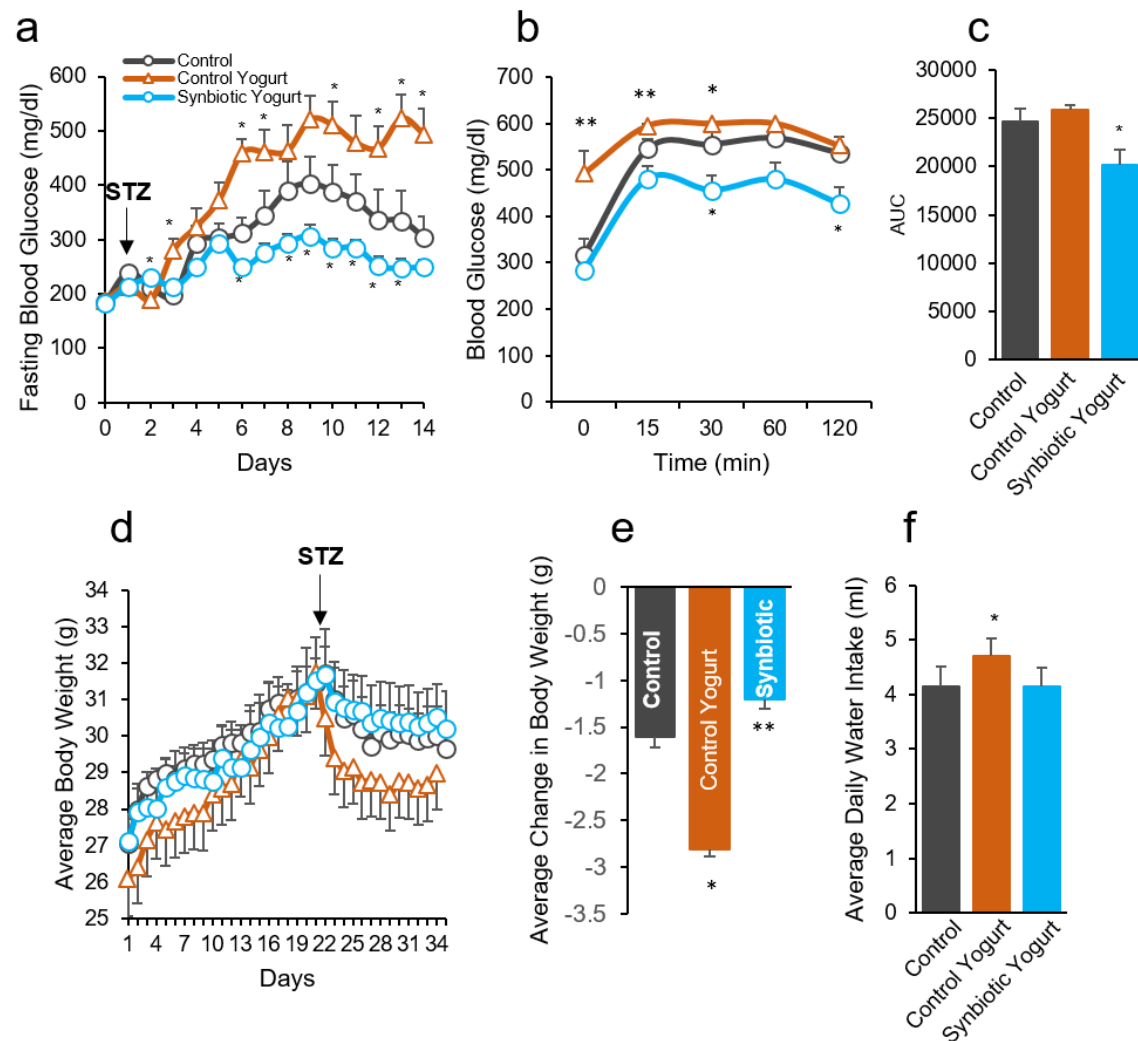 a
Control
Control Yogurt
Synbiotic Yogurt
Fasting Blood Glucose (mg/dl)
600
500
400
300
200
100
0
STZ
* * * * * * * *
* * * * * * *
0 2 4 6 8 10 12 14
Days
b
Blood Glucose (mg/dl)
700
600
500
400
300
200
100
0
** ** *
* *
0 15 30 60 120
Time (min)
c
AUC
30000
25000
20000
15000
10000
5000
0
*
Control
Control Yogurt
Synbiotic Yogurt
d
STZ
Average Body Weight (g)
34
33
32
31
30
29
28
27
26
25
1 4 7 10 13 16 19 22 25 28 31 34
Days
e
Average Change in Body Weight (g)
0
-0.5
-1
-1.5
-2
-2.5
-3
-3.5
Control
Control Yogurt
Synbiotic
*
**
f
Average Daily Water Intake (ml)
6
5
4
3
2
1
0
*
Control
Control Yogurt
Synbiotic Yogurt